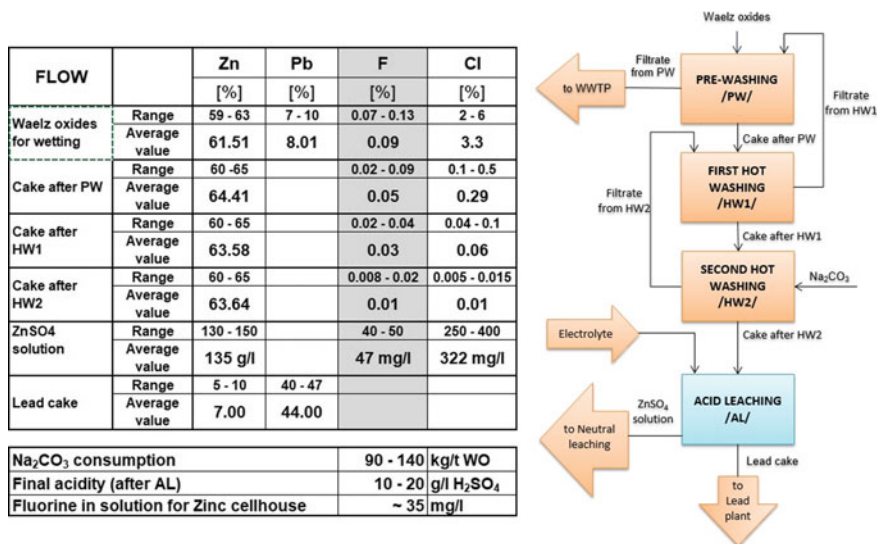 FLOW Zn Pb F Cl
[%] [%] [%] [%]
Waelz oxides for wetting Range 59 - 63 7 - 10 0.07 - 0.13 2 - 6
Average value 61.51 8.01 0.09 3.3
Cake after PW Range 60 -65 0.02 - 0.09 0.1 - 0.5
Average value 64.41 0.05 0.29
Cake after HW1 Range 60 - 65 0.02 - 0.04 0.04 - 0.1
Average value 63.58 0.03 0.06
Cake after HW2 Range 60 - 65 0.008 - 0.02 0.005 - 0.015
Average value 63.64 0.01 0.01
ZnSO4 solution Range 130 - 150 40 - 50 250 - 400
Average value 135 g/l 47 mg/l 322 mg/l
Lead cake Range 5 - 10 40 - 47
Average value 7.00 44.00
Na₂CO₃ consumption 90 - 140 kg/t WO
Final acidity (after AL) 10 - 20 g/l H₂SO₄
Fluorine in solution for Zinc cellhouse ~ 35 mg/l
Waelz oxides
Filtrate
from PW
to WWTP
PRE-WASHING
/PW/
Filtrate
from HW1
Cake after PW
FIRST HOT
WASHING
/HW1/
Filtrate
from HW2
Cake after HW1
SECOND HOT
WASHING
/HW2/
Na₂CO₃
Cake after HW2
Electrolyte
ACID LEACHING
/AL/
ZnSO₄
solution
to Neutral
leaching
Lead cake
to
Lead
plant